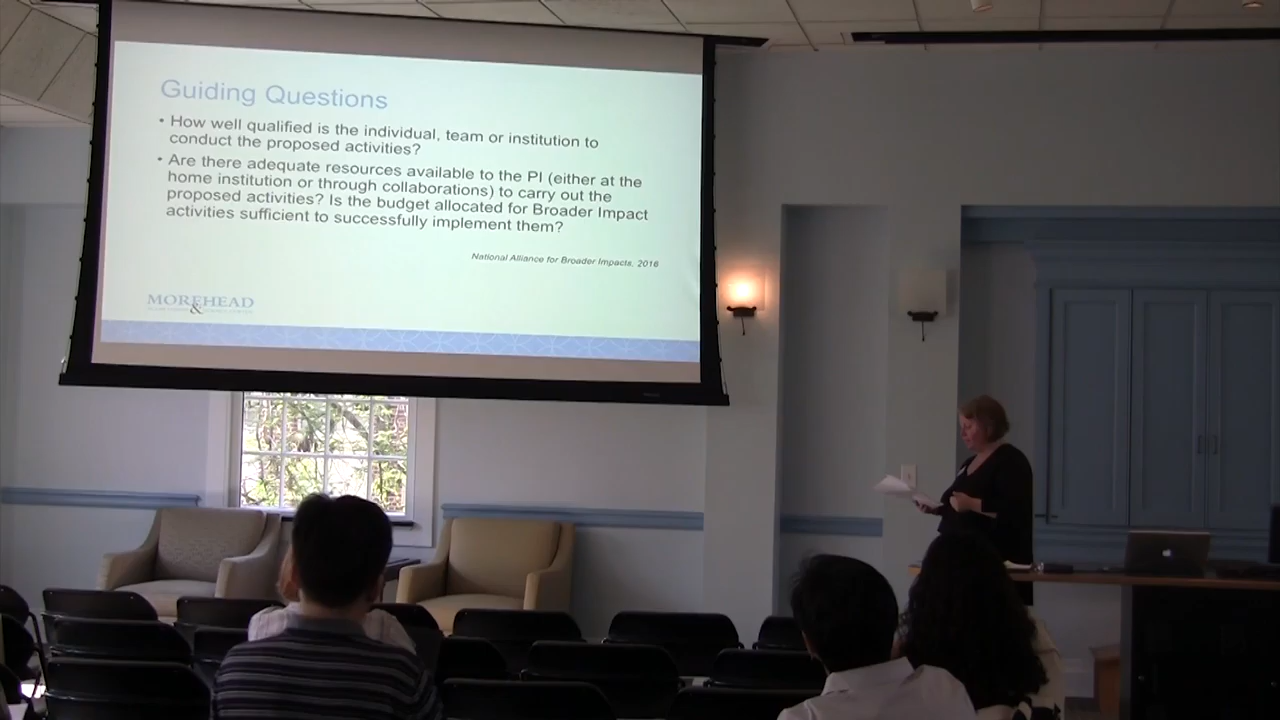 Guiding Questions
• How well qualified is the individual, team or institution to
conduct the proposed activities?
• Are there adequate resources available to the PI (either at the
home institution or through collaborations) to carry out the
proposed activities? Is the budget allocated for Broader Impact
activities sufficient to successfully implement them?
National Alliance for Broader Impacts, 2016
MOREHEAD
&